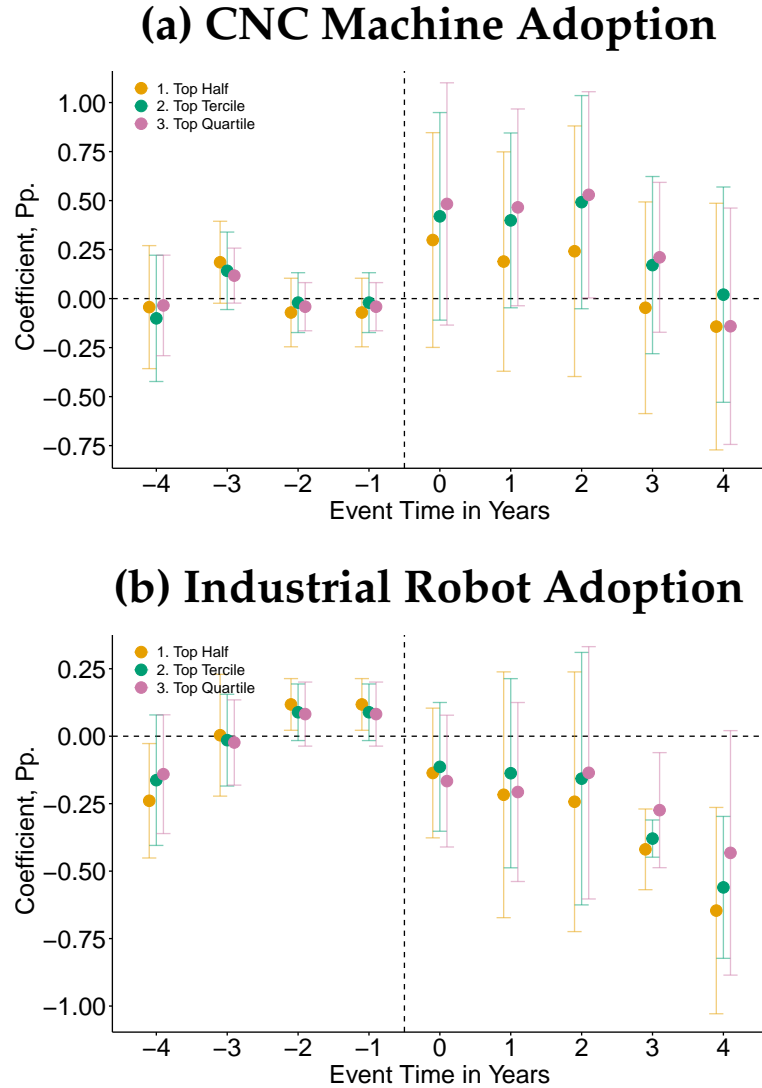 (a) CNC Machine Adoption
1. Top Half
2. Top Tercile
3. Top Quartile
Coefficient, Pp.
1.00
0.75
0.50
0.25
0.00
−0.25
−0.50
−0.75
−4 −3 −2 −1 0 1 2 3 4
Event Time in Years
(b) Industrial Robot Adoption
1. Top Half
2. Top Tercile
3. Top Quartile
Coefficient, Pp.
0.25
0.00
−0.25
−0.50
−0.75
−1.00
−4 −3 −2 −1 0 1 2 3 4
Event Time in Years